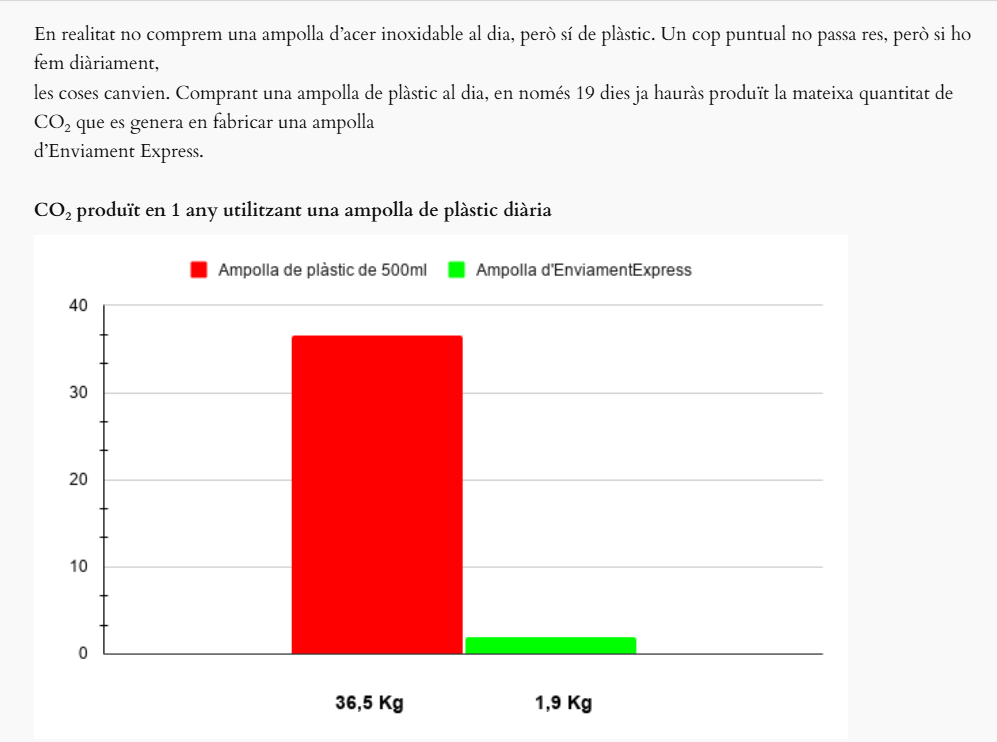 En realitat no comprem una ampolla d’acer inoxidable al dia, però sí de plàstic. Un cop puntual no passa res, però si ho
fem diàriament,
les coses canvien. Comprant una ampolla de plàstic al dia, en només 19 dies ja hauràs produït la mateixa quantitat de
CO₂ que es genera en fabricar una ampolla
d’Enviament Express.
CO₂ produït en 1 any utilitzant una ampolla de plàstic diària
Ampolla de plàstic de 500ml Ampolla d'EnviamentExpress
40
30
20
10
0
36,5 Kg 1,9 Kg